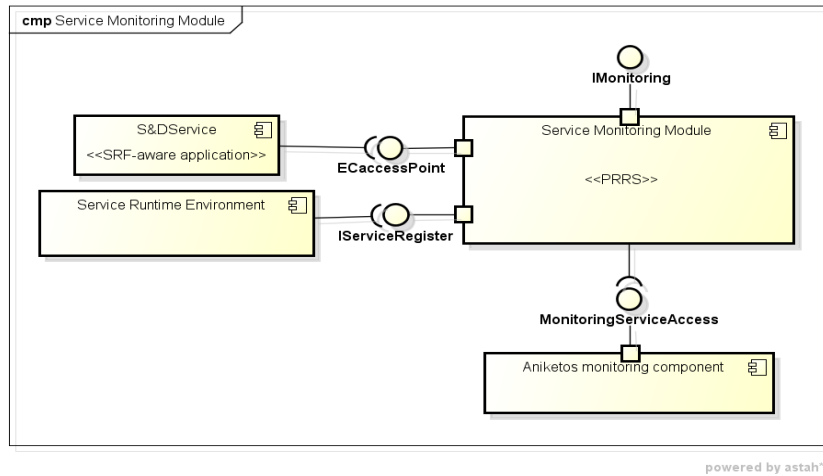 cmp Service Monitoring Module
IMonitoring
S&DService
<<SRF-aware application>>
ECaccessPoint
Service Monitoring Module
<<PRRS>>
Service Runtime Environment
IServiceRegister
MonitoringServiceAccess
Aniketos monitoring component
powered by astah*